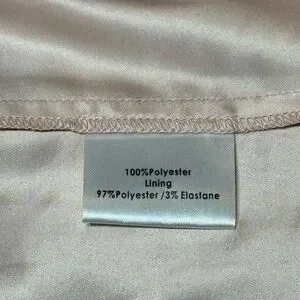 100%Polyester
Lining
97%Polyester /3% Elastane